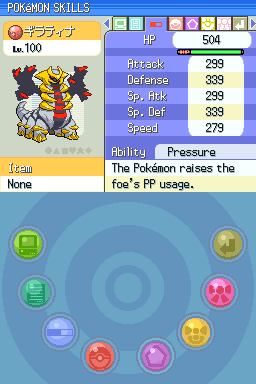 POKéMON SKILLS
ギラティナ
Lv.100
HP 504
Attack 299
Defense 339
Sp. Atk 299
Sp. Def 339
Speed 279
Ability Pressure
The Pokémon raises the
foe's PP usage.
Item
None
HP